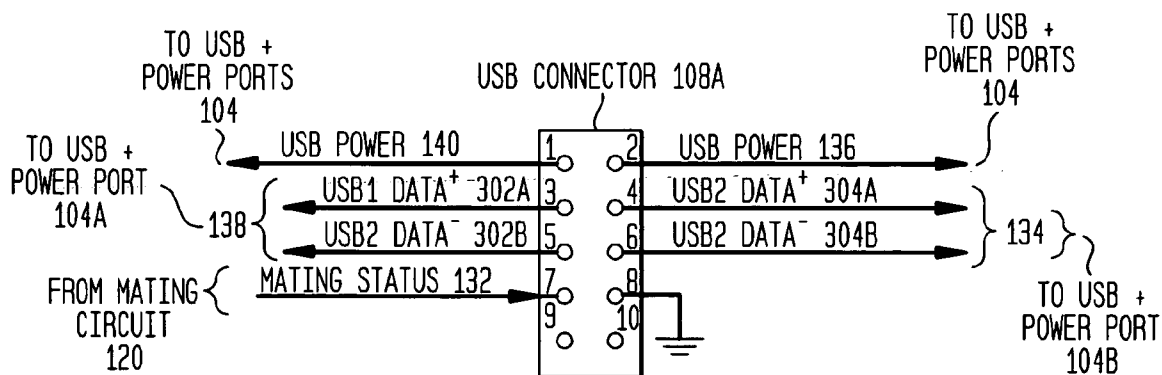 TO USB +
POWER PORTS
104
USB CONNECTOR 108A
TO USB +
POWER PORTS
104
TO USB +
POWER PORT
104A
USB POWER 140
1
2
USB POWER 136
138
USB1 DATA+ 302A
3
4
USB2 DATA+ 304A
USB2 DATA- 302B
5
6
USB2 DATA- 304B
134
FROM MATING
CIRCUIT
120
MATING STATUS 132
7
8
9
10
TO USB +
POWER PORT
104B